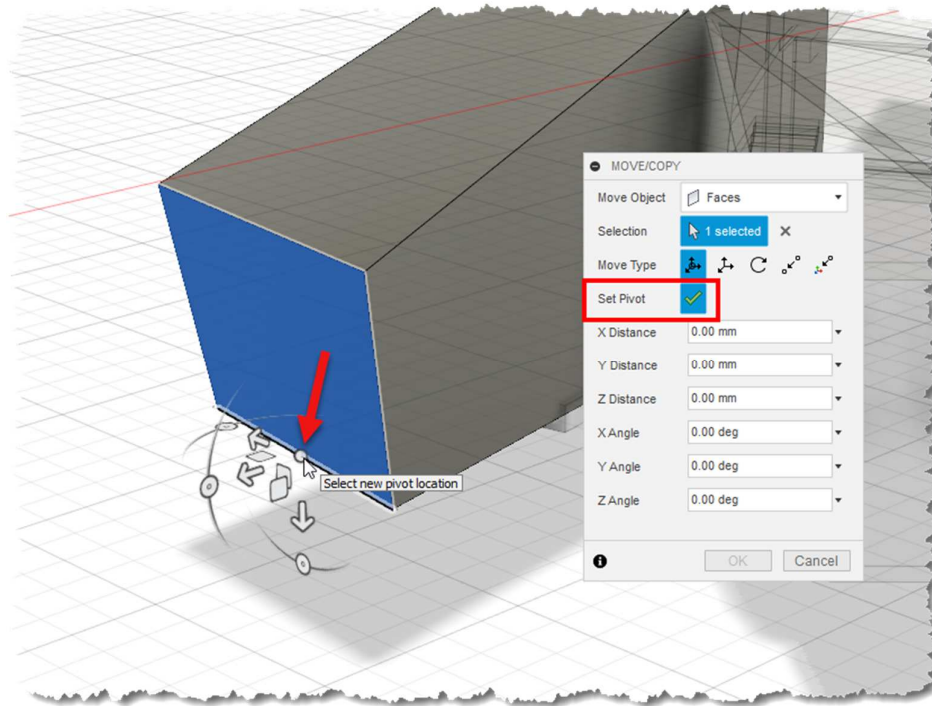 MOVE/COPY
Move Object Faces
Selection 1 selected
Move Type
Set Pivot
X Distance 0.00 mm
Y Distance 0.00 mm
Z Distance 0.00 mm
X Angle 0.00 deg
Y Angle 0.00 deg
Z Angle 0.00 deg
OK Cancel
Select new pivot location